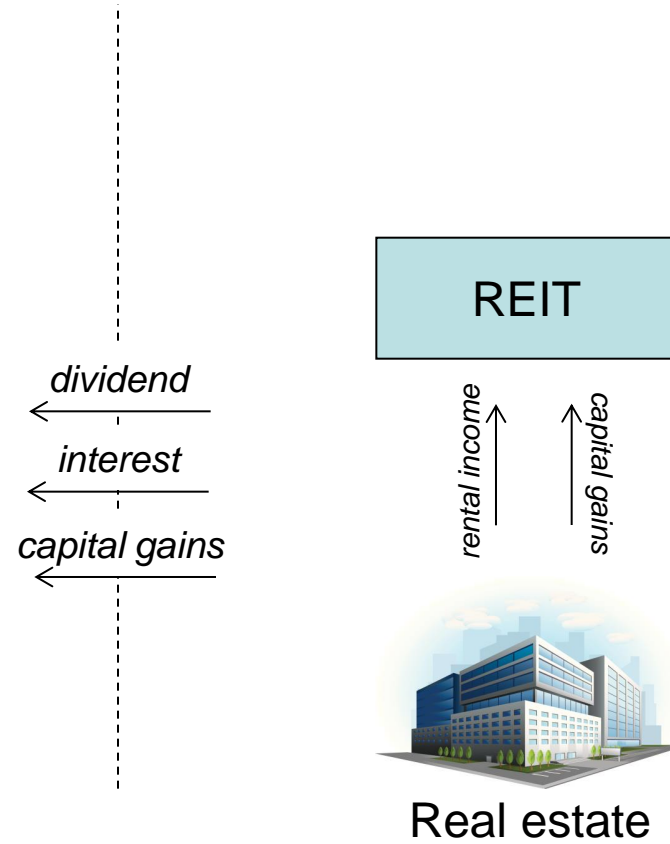 REIT
dividend
interest
capital gains
rental income
capital gains
Real estate